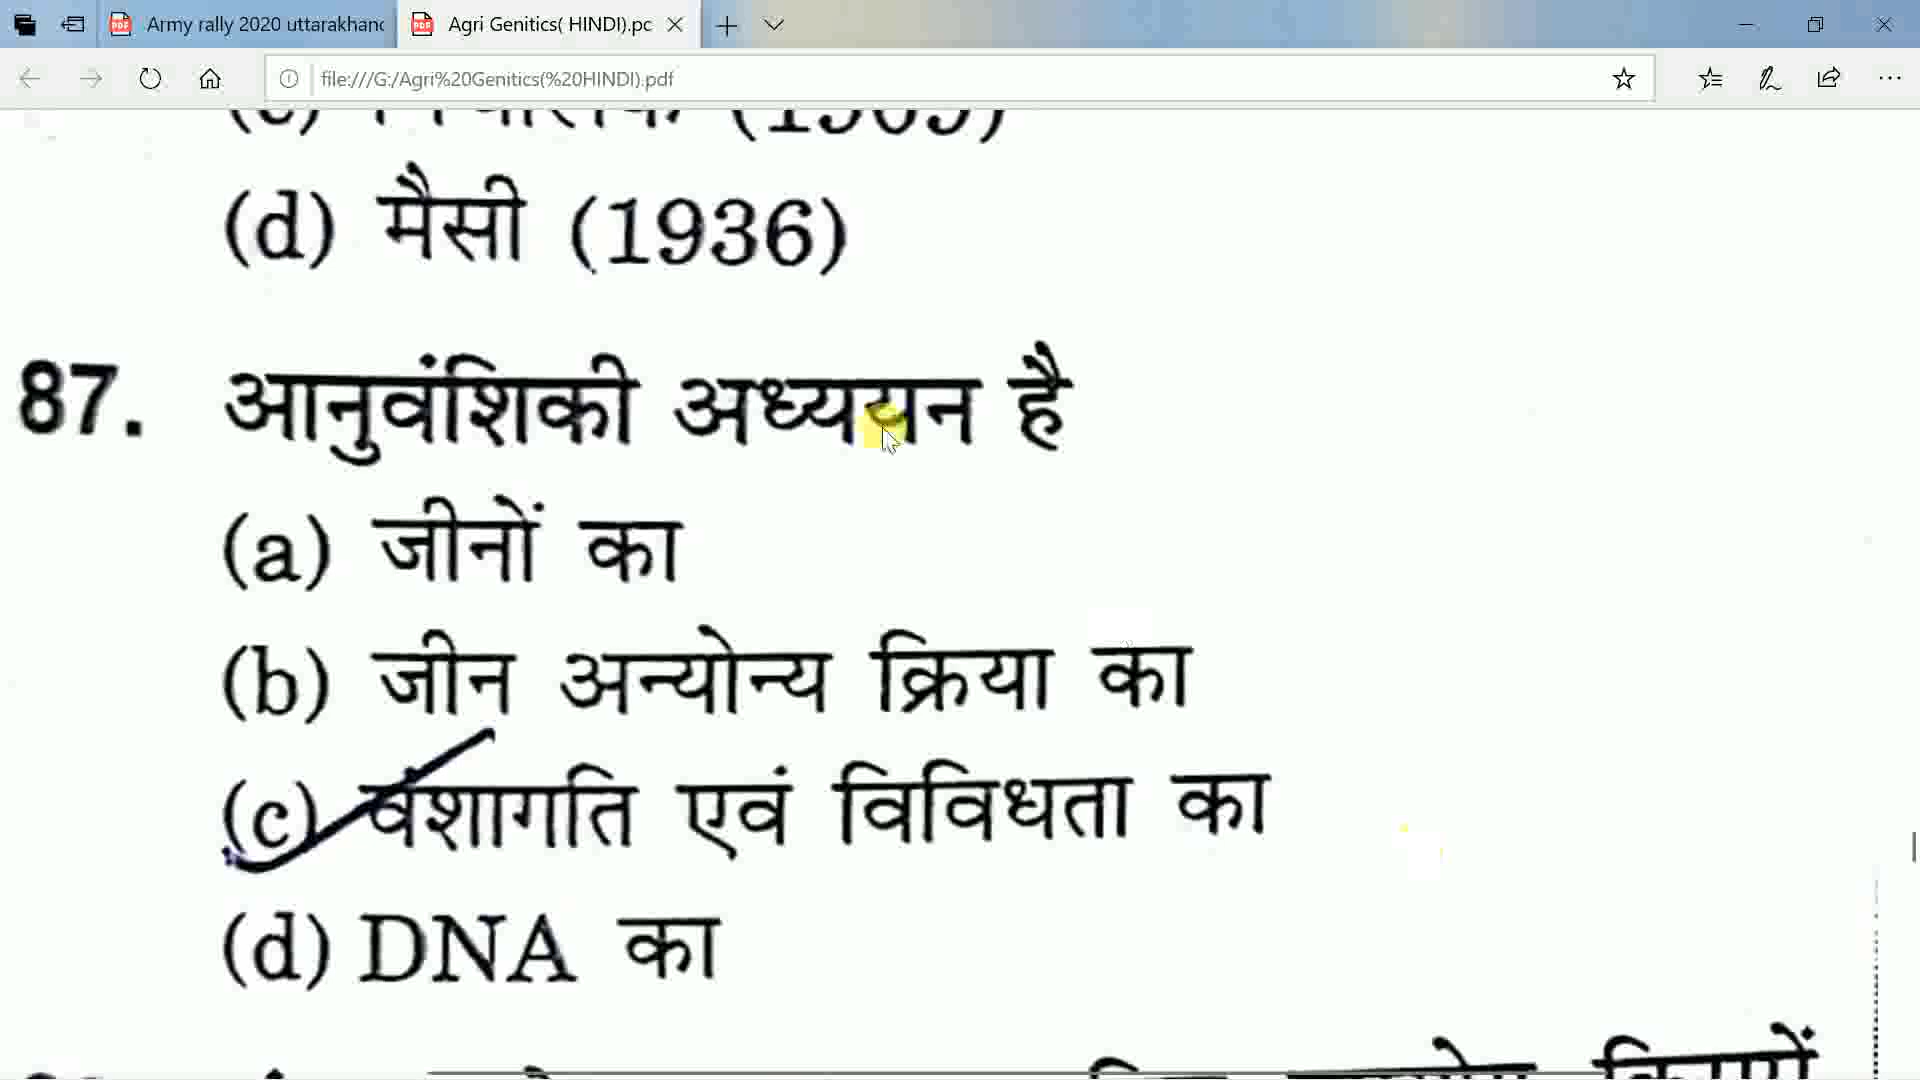 Army rally 2020 uttarakhand
Agri Genitics( HINDI).pc
file:///G:/Agri%20Genitics(%20HINDI).pdf
(d) मैसी (1936)
87. आनुवंशिकी अध्ययन है
(a) जीनों का
(b) जीन अन्योन्य क्रिया का
(c) वंशागति एवं विविधता का
(d) DNA का